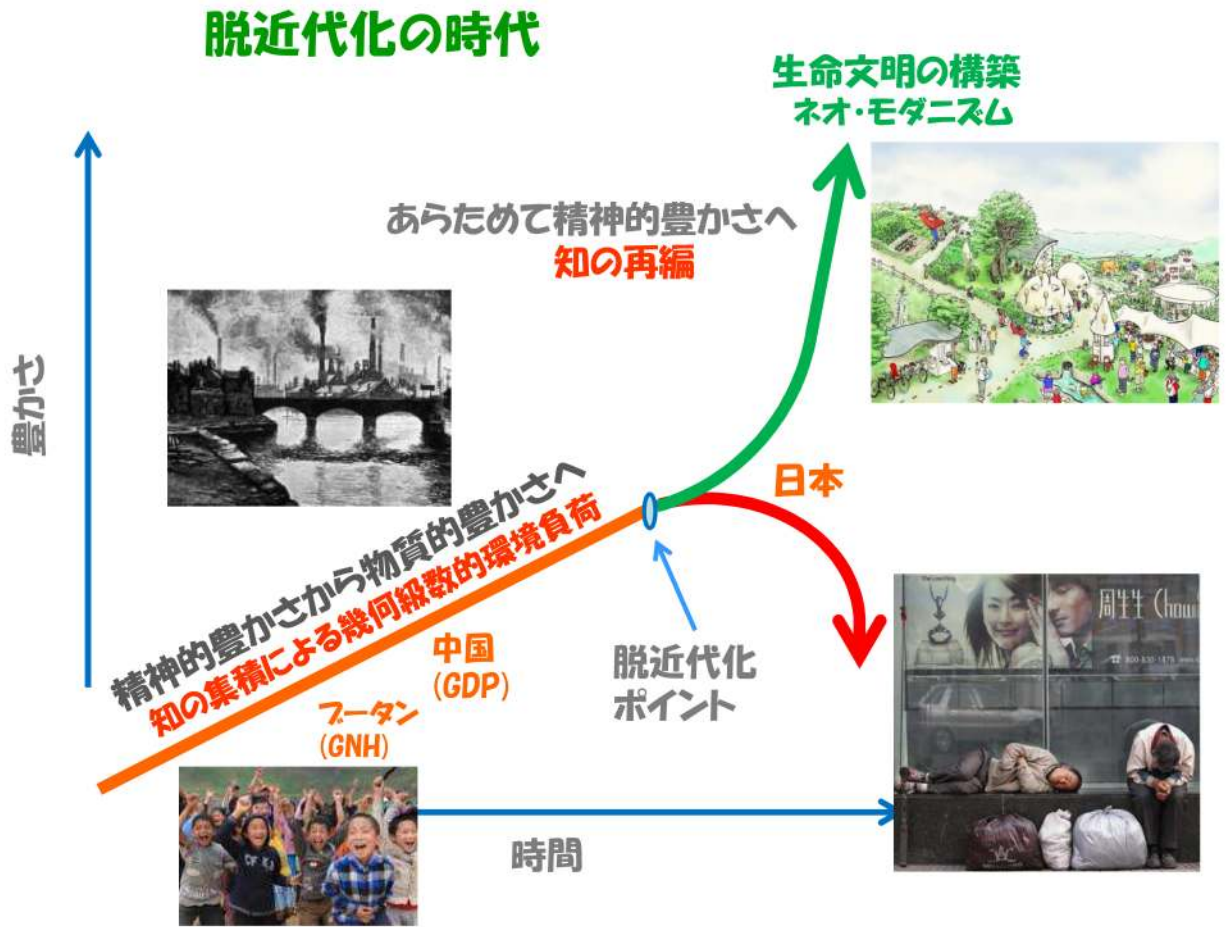 脱近代化の時代
生命文明の構築
ネオ・モダニズム
あらためて精神的豊かさへ
知の再編
豊かさ
精神的豊かさから物質的豊かさへ
知の集積による幾何級数的環境負荷
日本
中国
(GDP)
ブータン
(GNH)
脱近代化
ポイント
時間
周生生 (Chow
☎ 800-830-1879